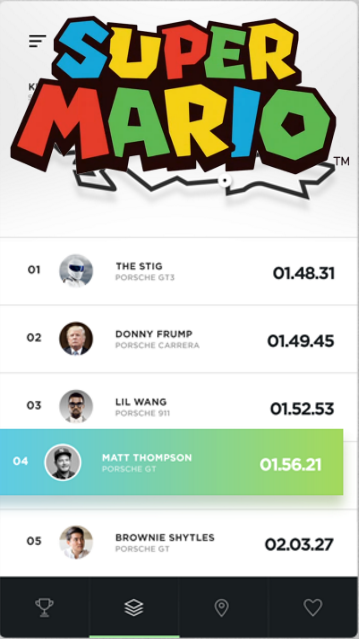 SUPER
MARIO
TM
01
THE STIG
PORSCHE GT3
01.48.31
02
DONNY FRUMP
PORSCHE CARRERA
01.49.45
03
LIL WANG
PORSCHE 911
01.52.53
04
MATT THOMPSON
PORSCHE GT
01.56.21
05
BROWNIE SHYTLES
PORSCHE GT
02.03.27